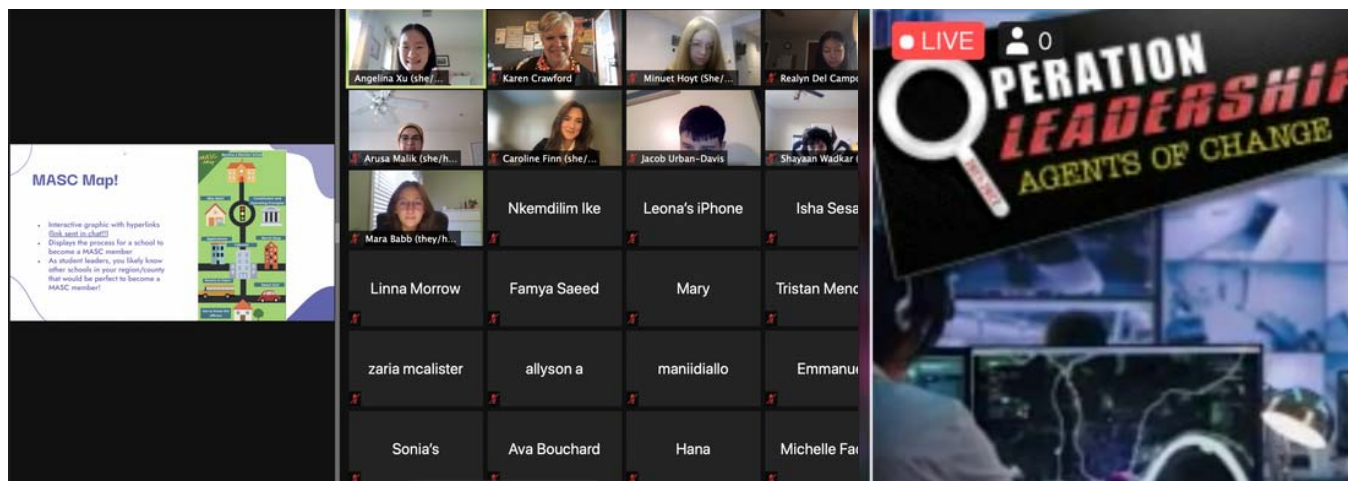 MASC Map!
Interactive graphic with hyperlinks
(link sent in chat!!!)
Displays the process for a school to
become a MASC member
As student leaders, you likely know
other schools in your region/county
that would be perfect to become a
MASC member!
Angelina Xu (she/...
Karen Crawford
Minuet Hoyt (She/...
Realyn Del Campo
Arusa Malik (she/h...
Caroline Finn (she/...
Jacob Urban-Davis
Shayaan Wadkar (
Mara Babb (they/h...
Nkemdilim Ike
Leona's iPhone
Isha Sesa
Linna Morrow
Famya Saeed
Mary
Tristan Menc
zaria mcalister
allyson a
maniidiallo
Emmanue
Sonia's
Ava Bouchard
Hana
Michelle Fad
LIVE
0
OPERATION
LEADERSHIP
AGENTS OF CHANGE